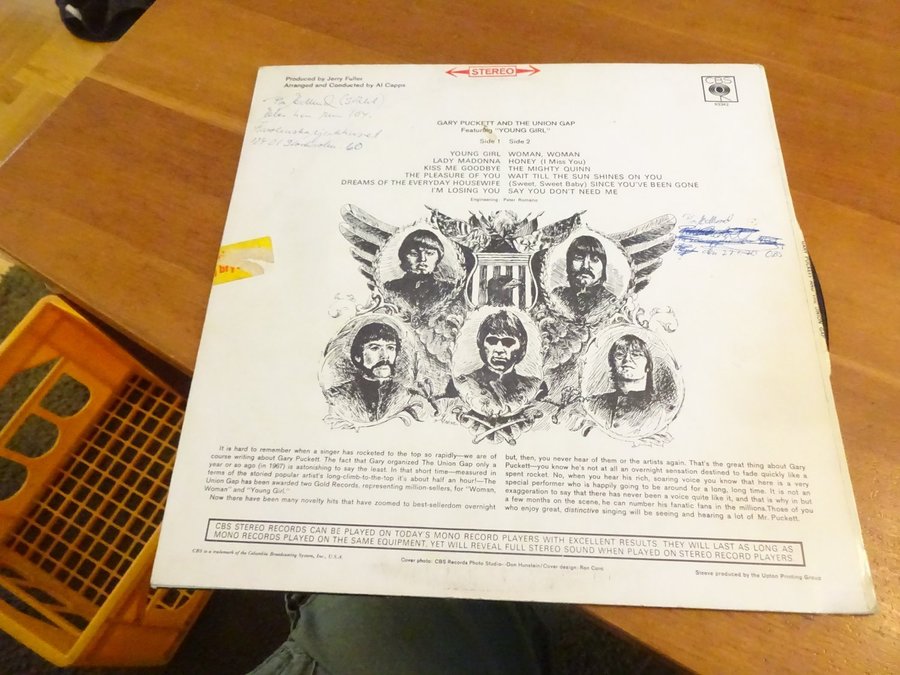 STEREO
Produced by Jerry Fuller
Arranged and Conducted by Al Capps
CBS
63342
60
GARY PUCKETT AND THE UNION GAP
Featuring "YOUNG GIRL"
Side 1 Side 2
YOUNG GIRL WOMAN, WOMAN
LADY MADONNA HONEY (I Miss You)
KISS ME GOODBYE THE MIGHTY QUINN
THE PLEASURE OF YOU WAIT TILL THE SUN SHINES ON YOU
DREAMS OF THE EVERYDAY HOUSEWIFE (Sweet, Sweet Baby) SINCE YOU'VE BEEN GONE
I'M LOSING YOU SAY YOU DON'T NEED ME
Engineering: Peter Romano
CBS
It is hard to remember when a singer has rocketed to the top so rapidly—we are of
course writing about Gary Puckett. The fact that Gary organized The Union Gap only a
year or so ago (in 1967) is astonishing to say the least. In that short time—measured in
terms of the storied popular artist's long-climb-to-the-top it's about half an hour!—The
Union Gap has been awarded two Gold Records, representing million-sellers, for "Woman,
Woman" and "Young Girl."
Now there have been many novelty hits that have zoomed to best-sellerdom overnight
but, then, you never hear of them or the artists again. That's the great thing about Gary
Puckett—you know he's not at all an overnight sensation destined to fade quickly like a
spent rocket. No, when you hear his rich, soaring voice you know that here is a very
special performer who is happily going to be around for a long, long time. It is not an
exaggeration to say that there has never been a voice quite like it, and that is why in but
a few months on the scene, he can number his fanatic fans in the millions. Those of you
who enjoy great, distinctive singing will be seeing and hearing a lot of Mr. Puckett.
CBS STEREO RECORDS CAN BE PLAYED ON TODAY'S MONO RECORD PLAYERS WITH EXCELLENT RESULTS. THEY WILL LAST AS LONG AS
MONO RECORDS PLAYED ON THE SAME EQUIPMENT, YET WILL REVEAL FULL STEREO SOUND WHEN PLAYED ON STEREO RECORD PLAYERS.
CBS is a trademark of the Columbia Broadcasting System, Inc., U.S.A
Cover photo: CBS Records Photo Studio- Don Hunstein/Cover design: Ron Coro
Sleeve produced by the Upton Printing Group